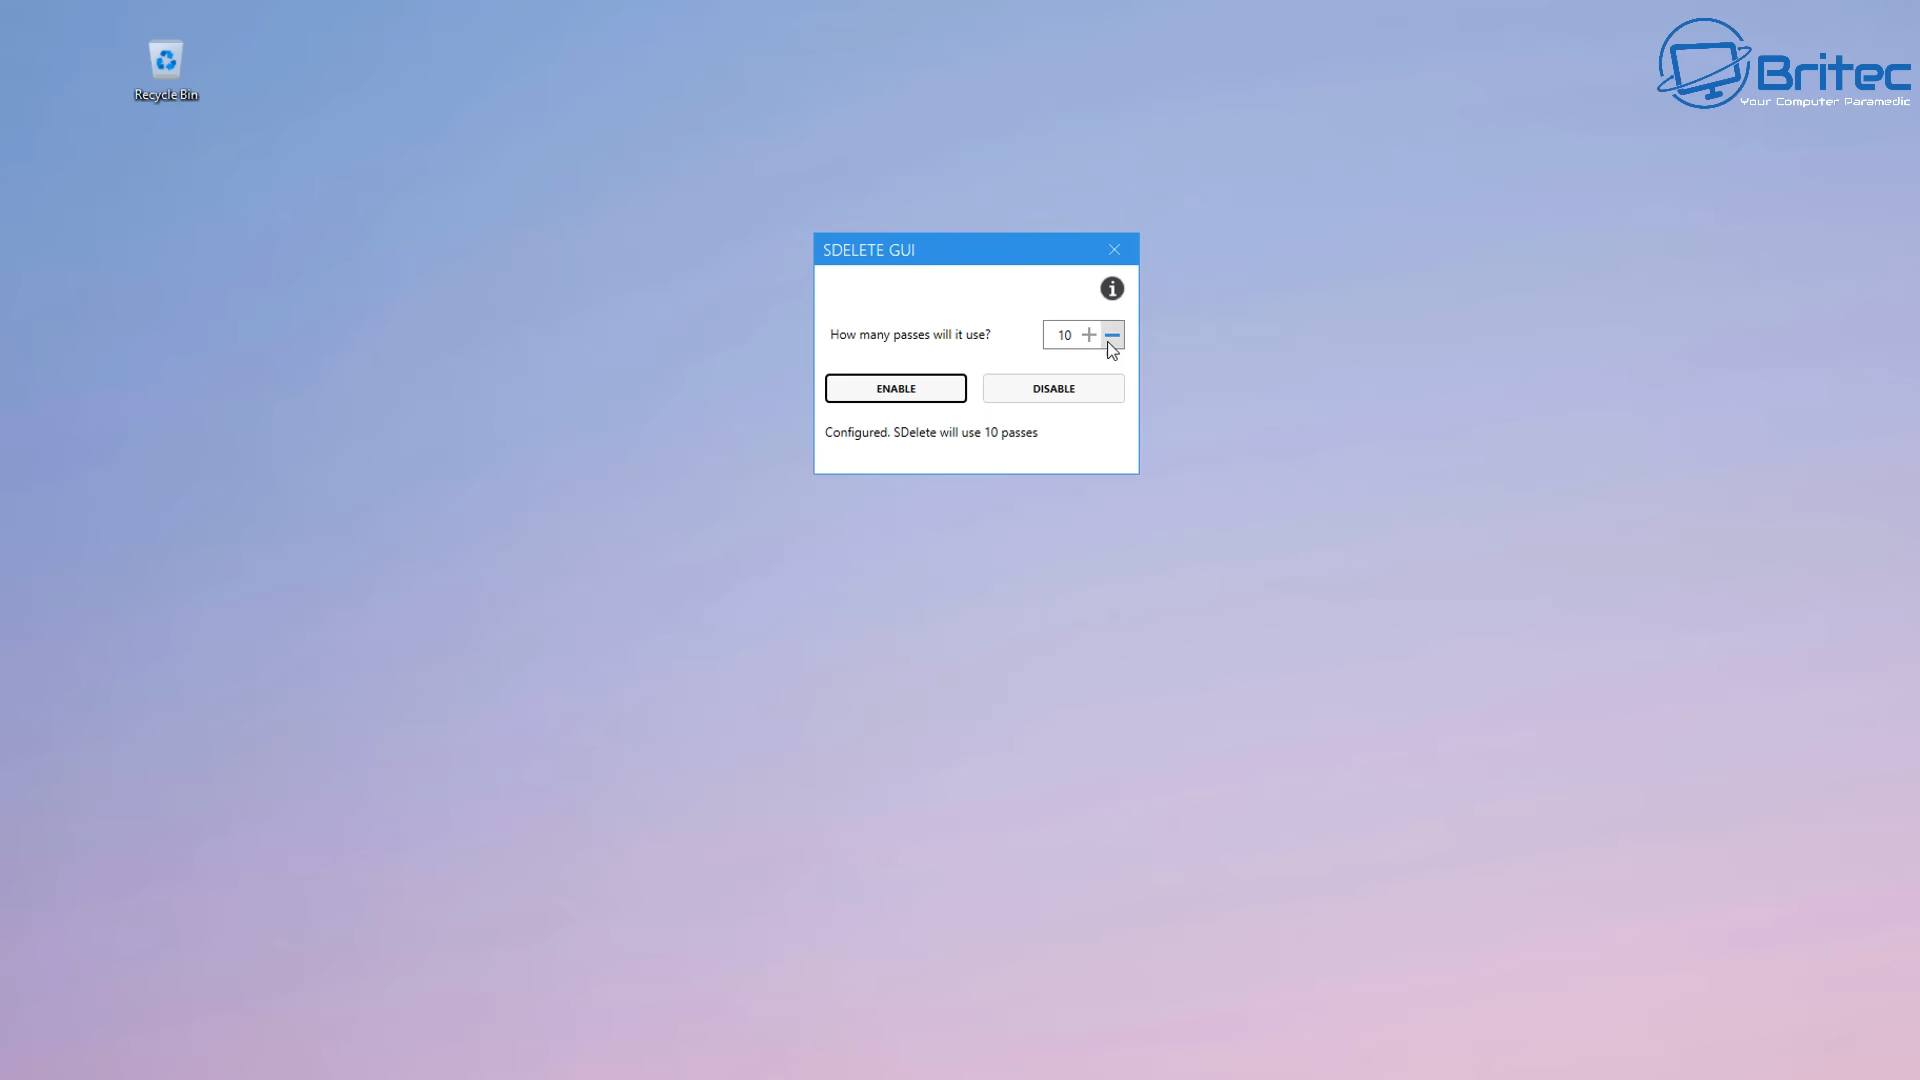 Recycle Bin
Britec
Your Computer Paramedic
SDELETE GUI
How many passes will it use?
10
ENABLE
DISABLE
Configured. SDelete will use 10 passes